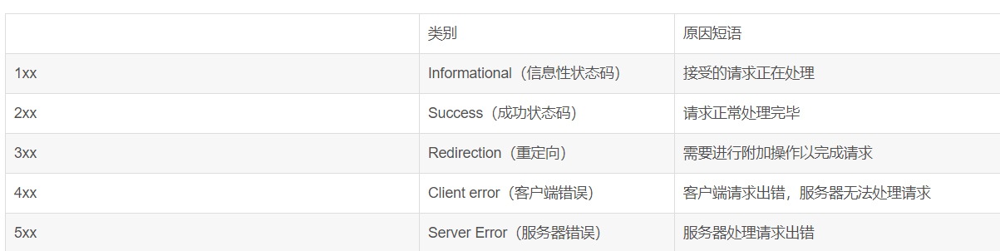 类别 原因短语
1xx Informational（信息性状态码） 接受的请求正在处理
2xx Success（成功状态码） 请求正常处理完毕
3xx Redirection（重定向） 需要进行附加操作以完成请求
4xx Client error（客户端错误） 客户端请求出错，服务器无法处理请求
5xx Server Error（服务器错误） 服务器处理请求出错